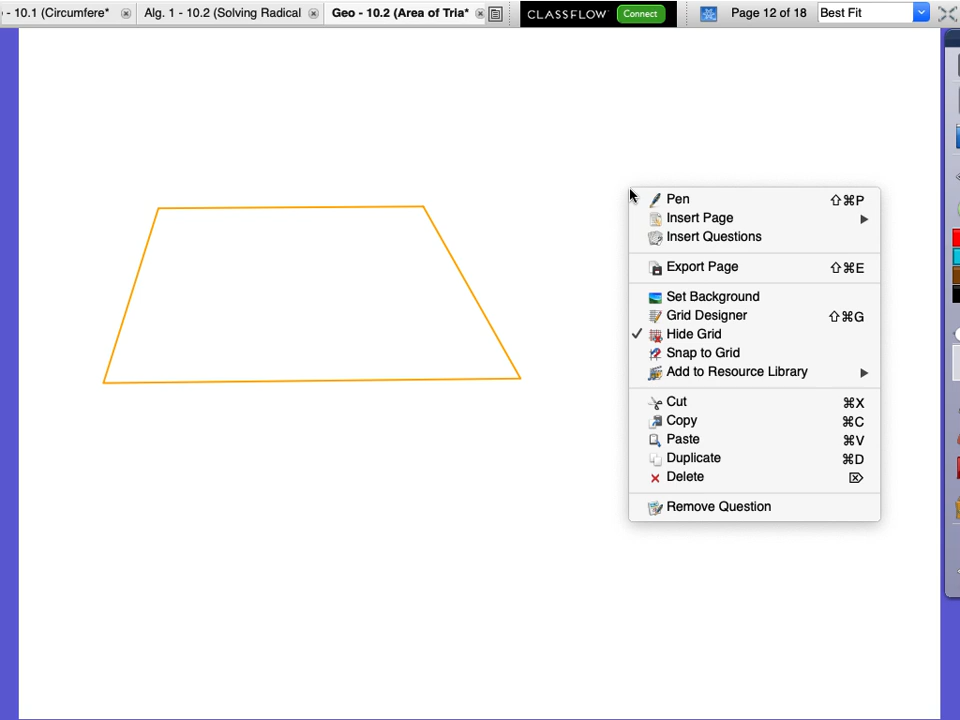 - 10.1 (Circumfere* Alg. 1 - 10.2 (Solving Radical Geo - 10.2 (Area of Tria* CLASSFLOW Connect Page 12 of 18 Best Fit
Pen ⇧⌘P
Insert Page
Insert Questions
Export Page ⇧⌘E
Set Background
Grid Designer ⇧⌘G
Hide Grid
Snap to Grid
Add to Resource Library
Cut ⌘X
Copy ⌘C
Paste ⌘V
Duplicate ⌘D
Delete ⌦
Remove Question